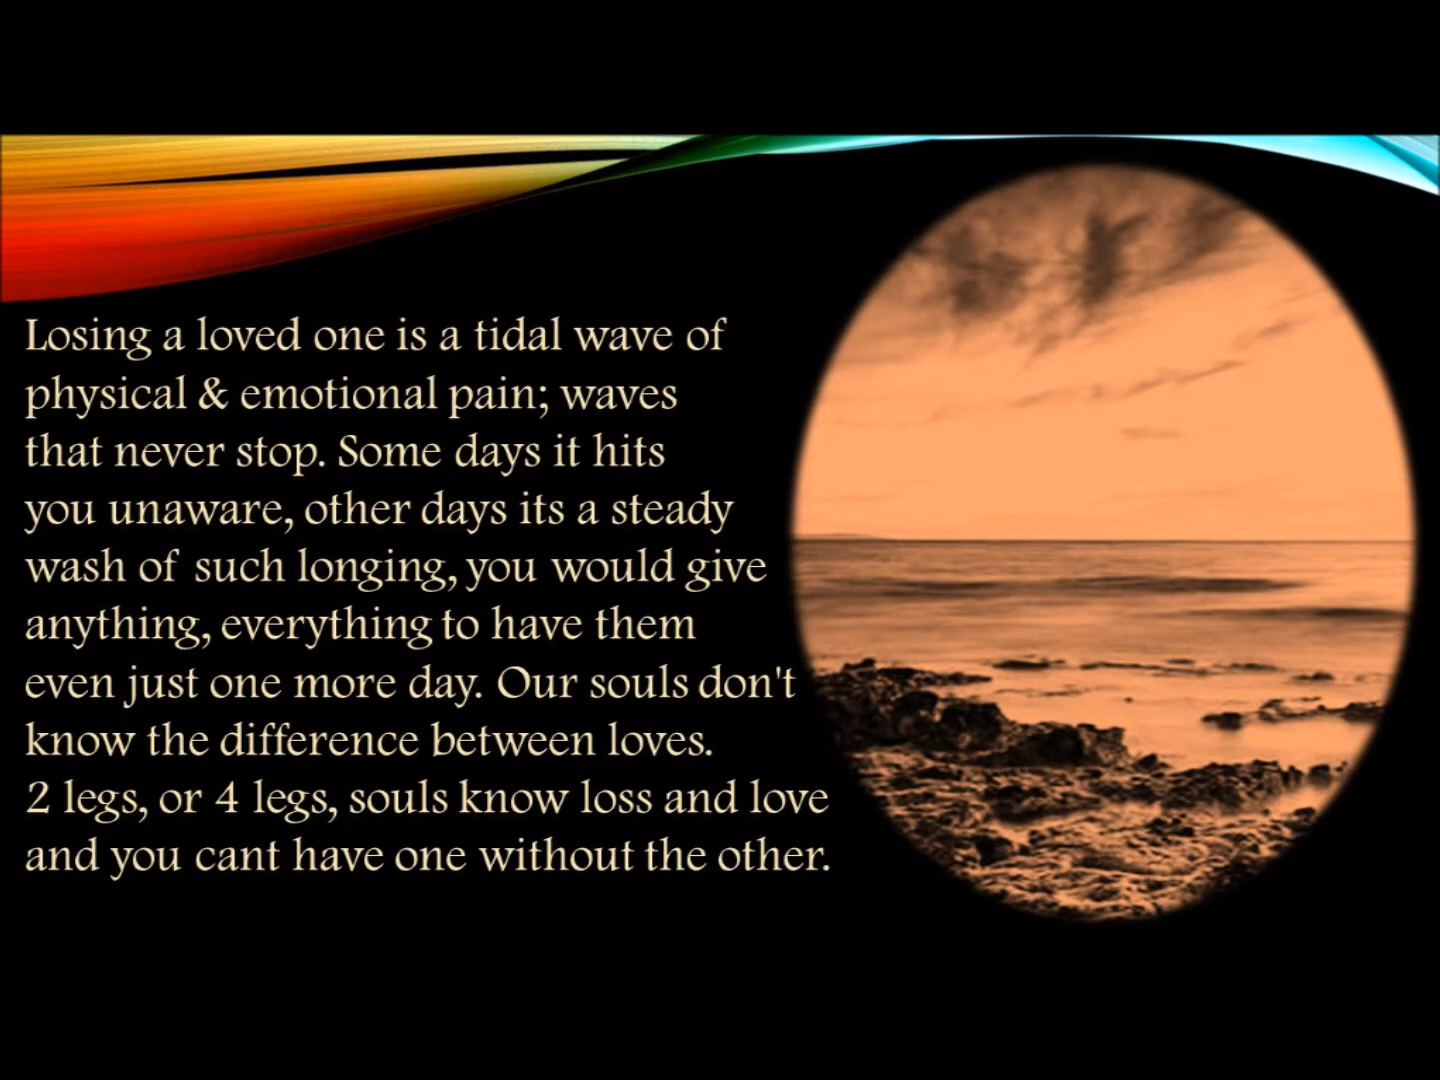 Losing a loved one is a tidal wave of
physical & emotional pain; waves
that never stop. Some days it hits
you unaware, other days its a steady
wash of such longing, you would give
anything, everything to have them
even just one more day. Our souls don't
know the difference between loves.
2 legs, or 4 legs, souls know loss and love
and you cant have one without the other.